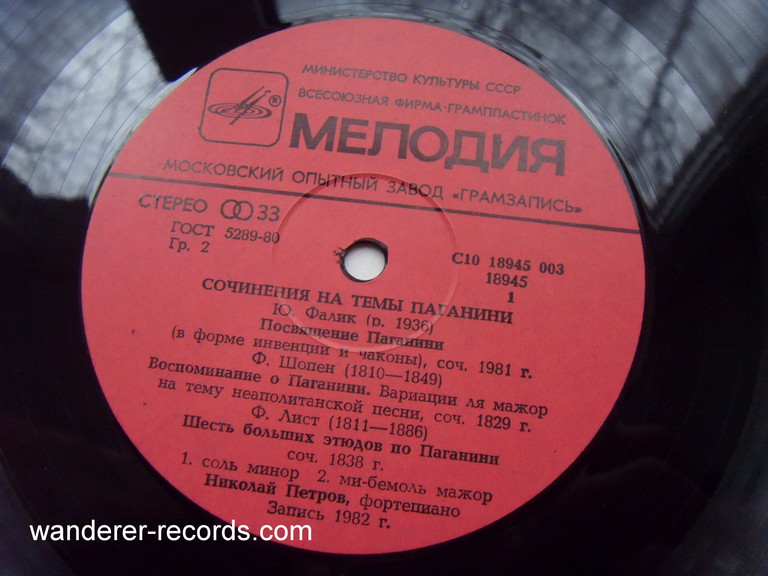 МИНИСТЕРСТВО КУЛЬТУРЫ СССР
ВСЕСОЮЗНАЯ ФИРМА-ГРАМПЛАСТИНОК
®
МЕЛОДИЯ
МОСКОВСКИЙ ОПЫТНЫЙ ЗАВОД «ГРАМЗАПИСЬ»
СТЕРЕО 33
ГОСТ 5289-80
Гр. 2
С10 18945 003
18945
1
СОЧИНЕНИЯ НА ТЕМЫ ПАГАНИНИ
Ю. Фалик (р. 1936)
Посвящение Паганини
(в форме инвенции и чаконы), соч. 1981 г.
Ф. Шопен (1810—1849)
Воспоминание о Паганини. Вариации ля мажор
на тему неаполитанской песни, соч. 1829 г.
Ф. Лист (1811—1886)
Шесть больших этюдов по Паганини
соч. 1838 г.
1. соль минор 2. ми-бемоль мажор
Николай Петров, фортепиано
Запись 1982 г.
wanderer-records.com